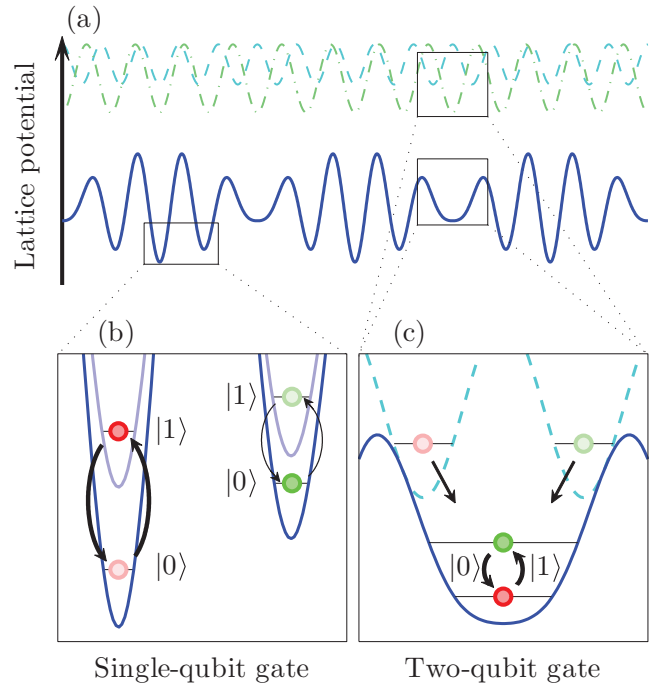 (a)
Lattice potential
(b)
(c)
|1⟩
|1⟩
|0⟩
|0⟩
|0⟩ |1⟩
Single-qubit gate
Two-qubit gate